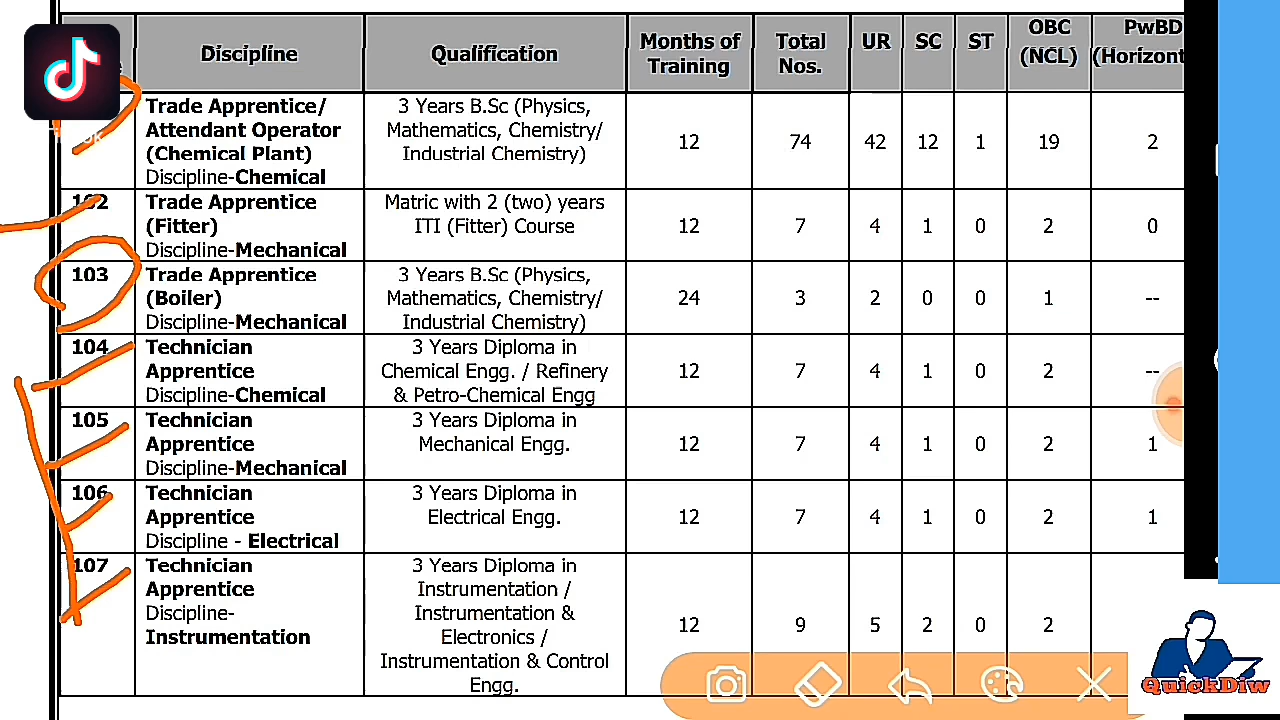 Discipline
Qualification
Months of
Training
Total
Nos.
UR
SC
ST
OBC
(NCL)
PwBD
(Horizont
Trade Apprentice/
Attendant Operator
(Chemical Plant)
Discipline-Chemical
3 Years B.Sc (Physics,
Mathematics, Chemistry/
Industrial Chemistry)
12
74
42
12
1
19
2
102
Trade Apprentice
(Fitter)
Discipline-Mechanical
Matric with 2 (two) years
ITI (Fitter) Course
12
7
4
1
0
2
0
103
Trade Apprentice
(Boiler)
Discipline-Mechanical
3 Years B.Sc (Physics,
Mathematics, Chemistry/
Industrial Chemistry)
24
3
2
0
0
1
--
104
Technician
Apprentice
Discipline-Chemical
3 Years Diploma in
Chemical Engg. / Refinery
& Petro-Chemical Engg
12
7
4
1
0
2
--
105
Technician
Apprentice
Discipline-Mechanical
3 Years Diploma in
Mechanical Engg.
12
7
4
1
0
2
1
106
Technician
Apprentice
Discipline - Electrical
3 Years Diploma in
Electrical Engg.
12
7
4
1
0
2
1
107
Technician
Apprentice
Discipline-
Instrumentation
3 Years Diploma in
Instrumentation /
Instrumentation &
Electronics /
Instrumentation & Control
Engg.
12
9
5
2
0
2
QuickDiw